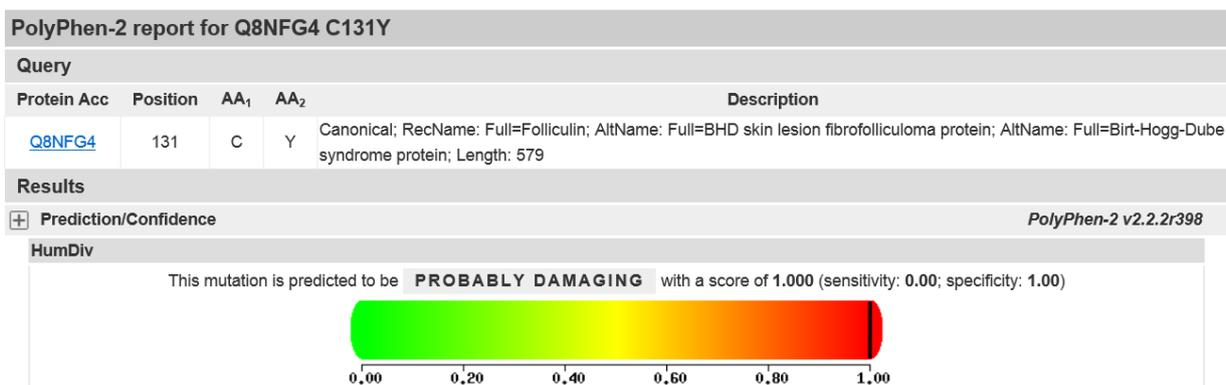 PolyPhen-2 report for Q8NFG4 C131Y
Query
Protein Acc Position AA₁ AA₂ Description
Q8NFG4 131 C Y Canonical; RecName: Full=Folliculin; AltName: Full=BHD skin lesion fibrofolliculoma protein; AltName: Full=Birt-Hogg-Dube
syndrome protein; Length: 579
Results
+ Prediction/Confidence PolyPhen-2 v2.2.2r398
HumDiv
This mutation is predicted to be PROBABLY DAMAGING with a score of 1.000 (sensitivity: 0.00; specificity: 1.00)
0.00 0.20 0.40 0.60 0.80 1.00